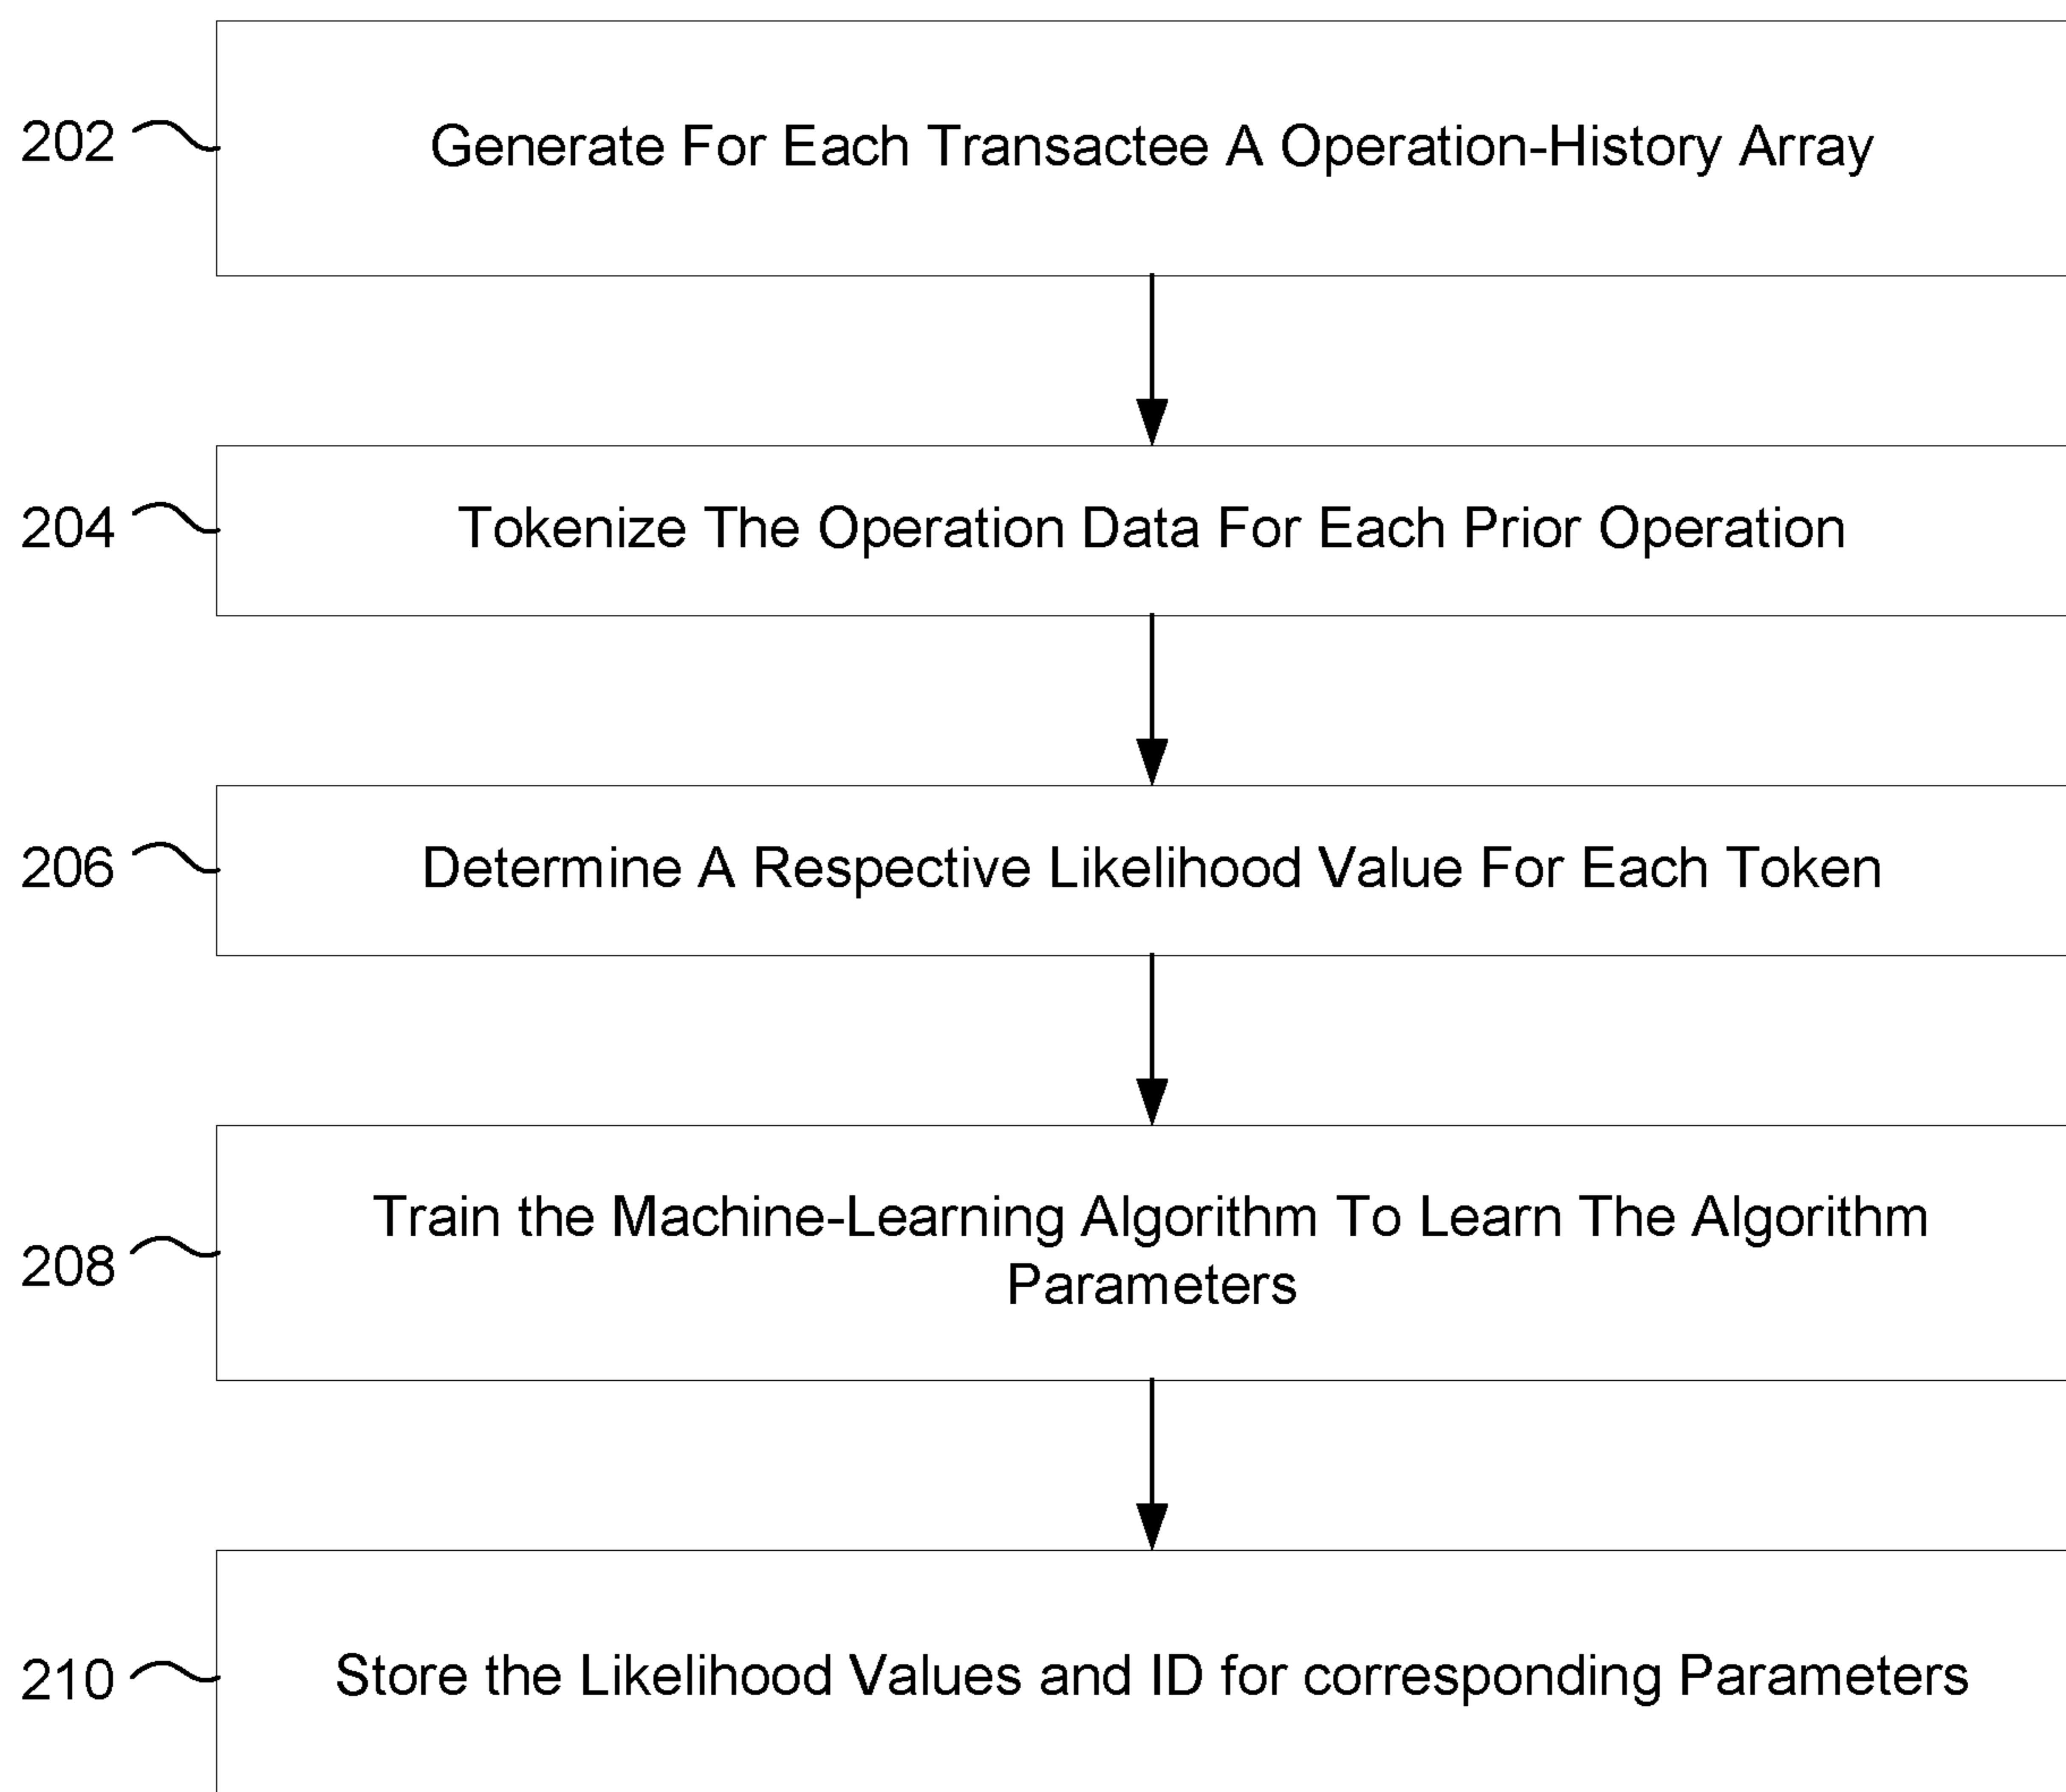 202
Generate For Each Transactee A Operation-History Array
204
Tokenize The Operation Data For Each Prior Operation
206
Determine A Respective Likelihood Value For Each Token
208
Train the Machine-Learning Algorithm To Learn The Algorithm
Parameters
210
Store the Likelihood Values and ID for corresponding Parameters